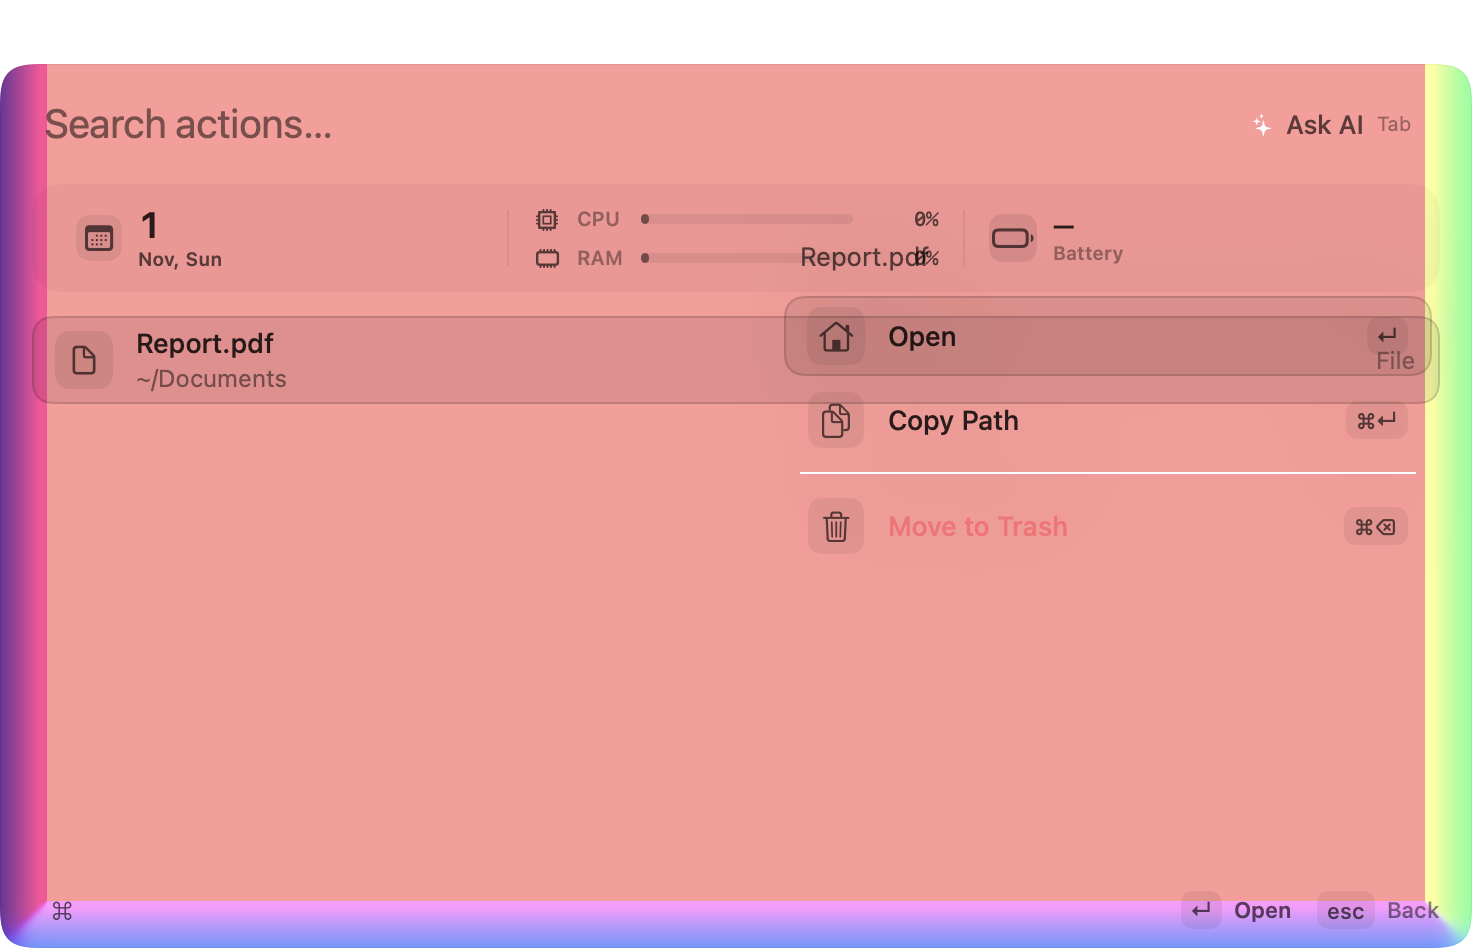 Search actions...
Ask AI Tab
1
Nov, Sun
CPU 0%
RAM %
—
Battery
Report.pdf
Report.pdf
~/Documents
File
Open ↵
Copy Path ⌘↵
Move to Trash ⌘⌫
⌘
↵ Open esc Back